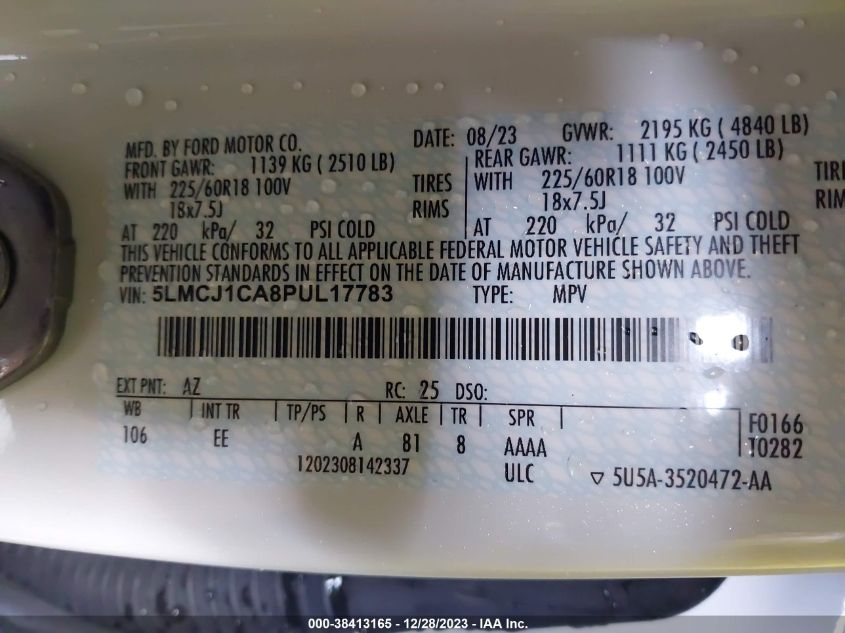 MFD. BY FORD MOTOR CO. DATE: 08/23 GVWR: 2195 KG ( 4840 LB)
FRONT GAWR: 1139 KG ( 2510 LB) REAR GAWR: 1111 KG ( 2450 LB)
WITH 225/60R18 100V TIRES WITH 225/60R18 100V TIRE
18x7.5J RIMS 18x7.5J RIM
AT 220 kPa/ 32 PSI COLD AT 220 kPa/ 32 PSI COLD
THIS VEHICLE CONFORMS TO ALL APPLICABLE FEDERAL MOTOR VEHICLE SAFETY AND THEFT
PREVENTION STANDARDS IN EFFECT ON THE DATE OF MANUFACTURE SHOWN ABOVE.
VIN: 5LMCJ1CA8PUL17783 TYPE: MPV
EXT PNT: AZ RC: 25 DSO:
WB INT TR TP/PS R AXLE TR SPR F0166
106 EE A 81 8 AAAA T0282
1202308142337 ULC ▽ 5U5A-3520472-AA
000-38413165 - 12/28/2023 - IAA Inc.